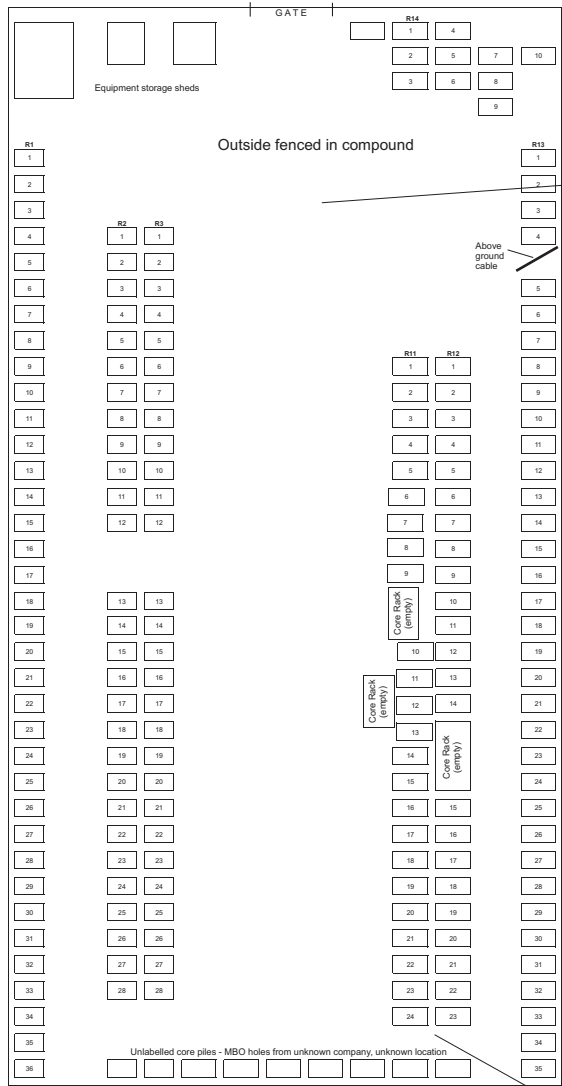 GATE
R14
1 4
2 5 7 10
3 6 8
Equipment storage sheds
9
Outside fenced in compound
R1 R13
1 1
2 2
3 3
R2 R3
4 1 1 4
Above
ground
cable
5 2 2
6 3 3 5
7 4 4 6
8 5 5 7
R11 R12
9 6 6 1 1 8
10 7 7 2 2 9
11 8 8 3 3 10
12 9 9 4 4 11
13 10 10 5 5 12
14 11 11 6 6 13
15 12 12 7 7 14
16 8 8 15
17 9 9 16
18 13 13 10 17
Core Rack
(empty)
19 14 14 11 18
20 15 15 10 12 19
21 16 16 11 13 20
Core Rack
(empty)
22 17 17 12 14 21
23 18 18 13 22
Core Rack
(empty)
24 19 19 14 23
25 20 20 15 24
26 21 21 16 15 25
27 22 22 17 16 26
28 23 23 18 17 27
29 24 24 19 18 28
30 25 25 20 19 29
31 26 26 21 20 30
32 27 27 22 21 31
33 28 28 23 22 32
34 24 23 33
35 34
Unlabelled core piles - MBO holes from unknown company, unknown location
36 35